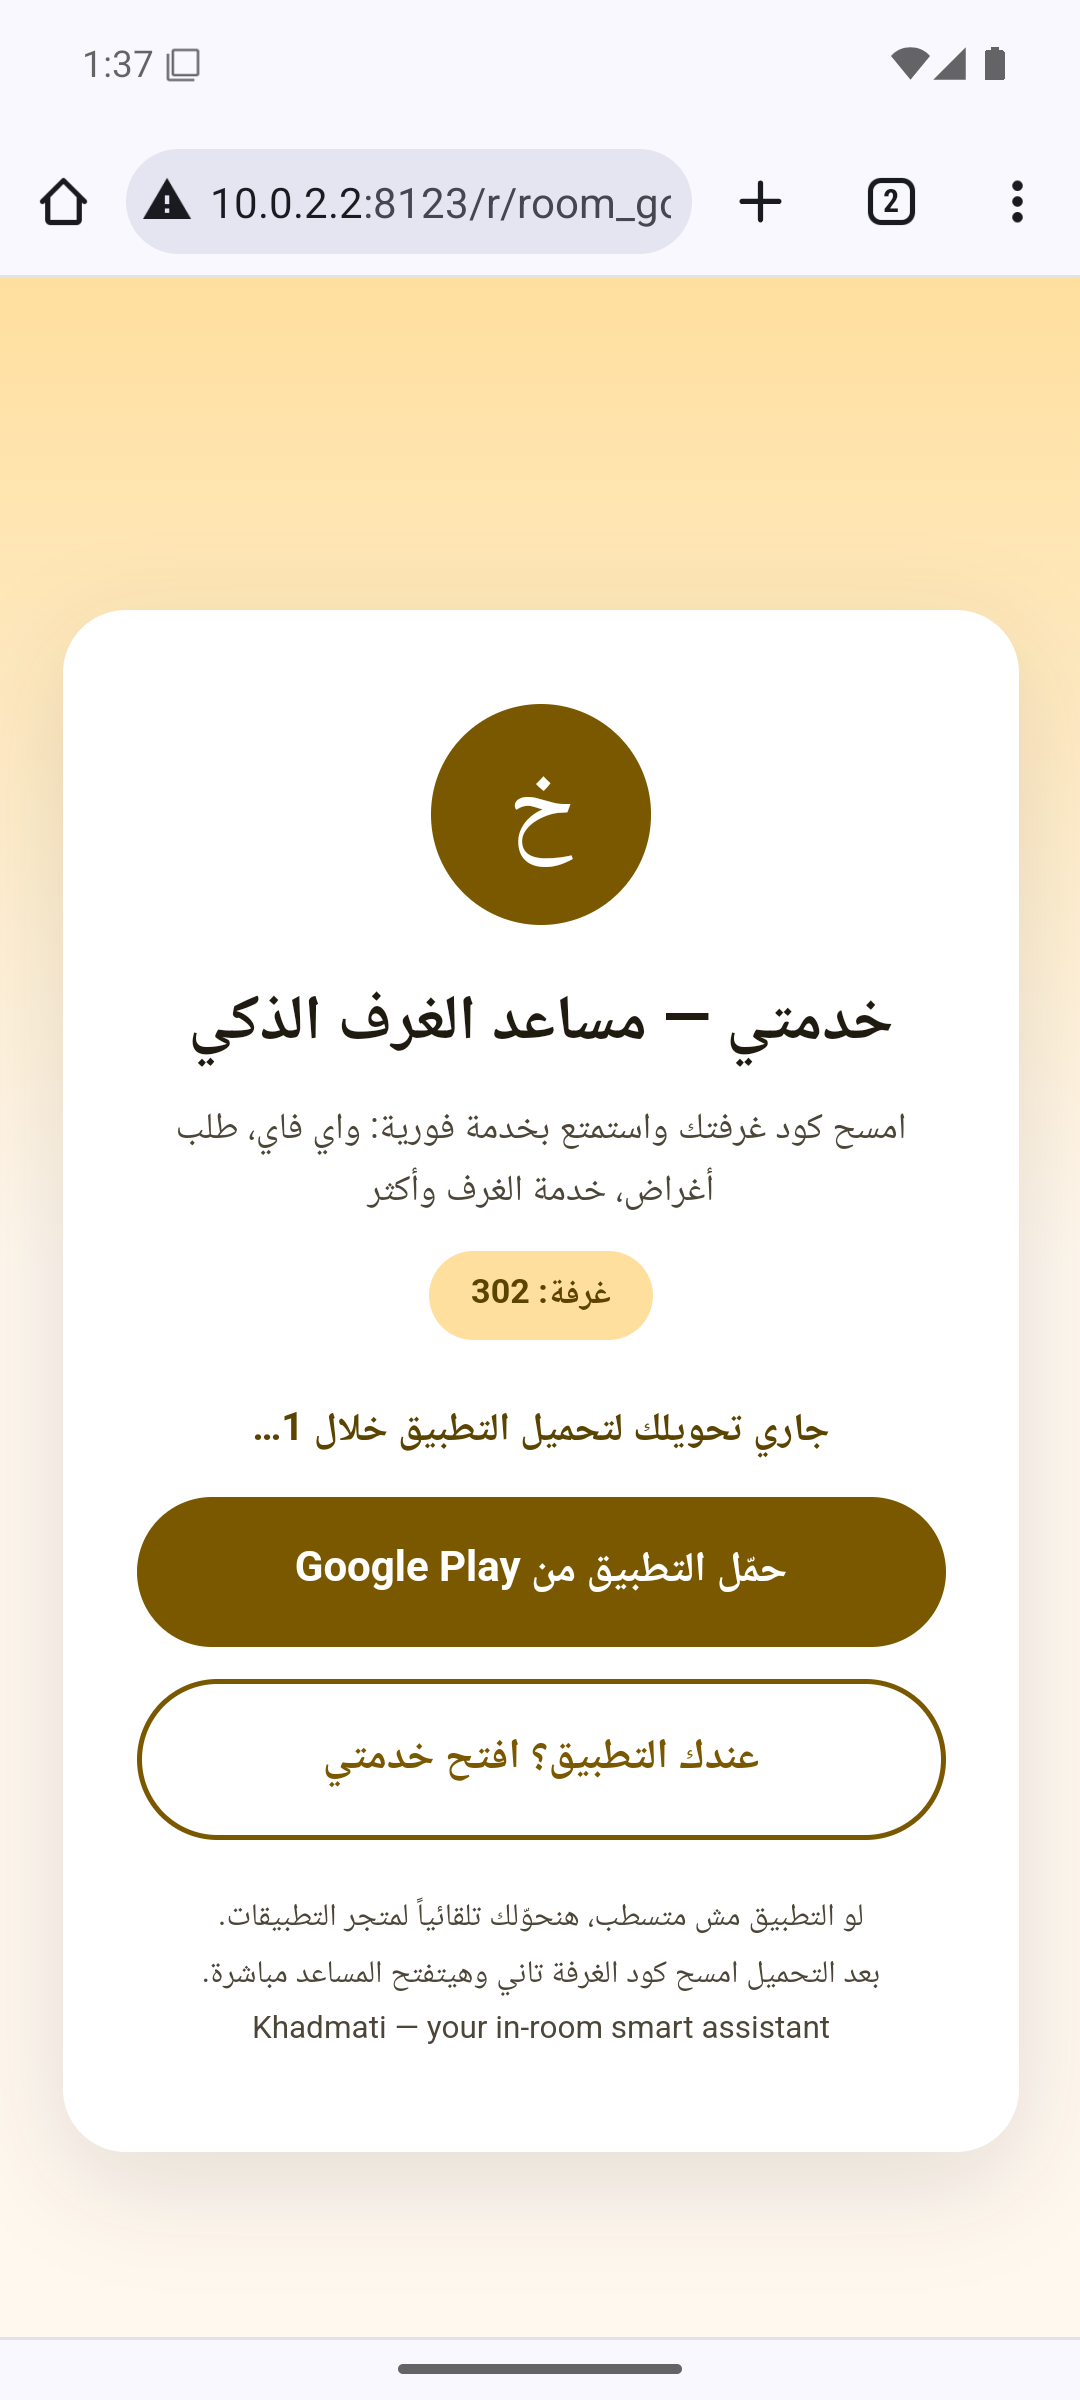 1:37
10.0.2.2:8123/r/room_go
2
خ
خدمتي — مساعد الغرف الذكي
امسح كود غرفتك واستمتع بخدمة فورية: واي فاي، طلب
أغراض، خدمة الغرف وأكثر
غرفة: 302
جاري تحويلك لتحميل التطبيق خلال 1...
حمّل التطبيق من Google Play
عندك التطبيق؟ افتح خدمتي
لو التطبيق مش متسطب، هنحوّلك تلقائياً لمتجر التطبيقات.
بعد التحميل امسح كود الغرفة تاني وهيتفتح المساعد مباشرة.
Khadmati — your in-room smart assistant